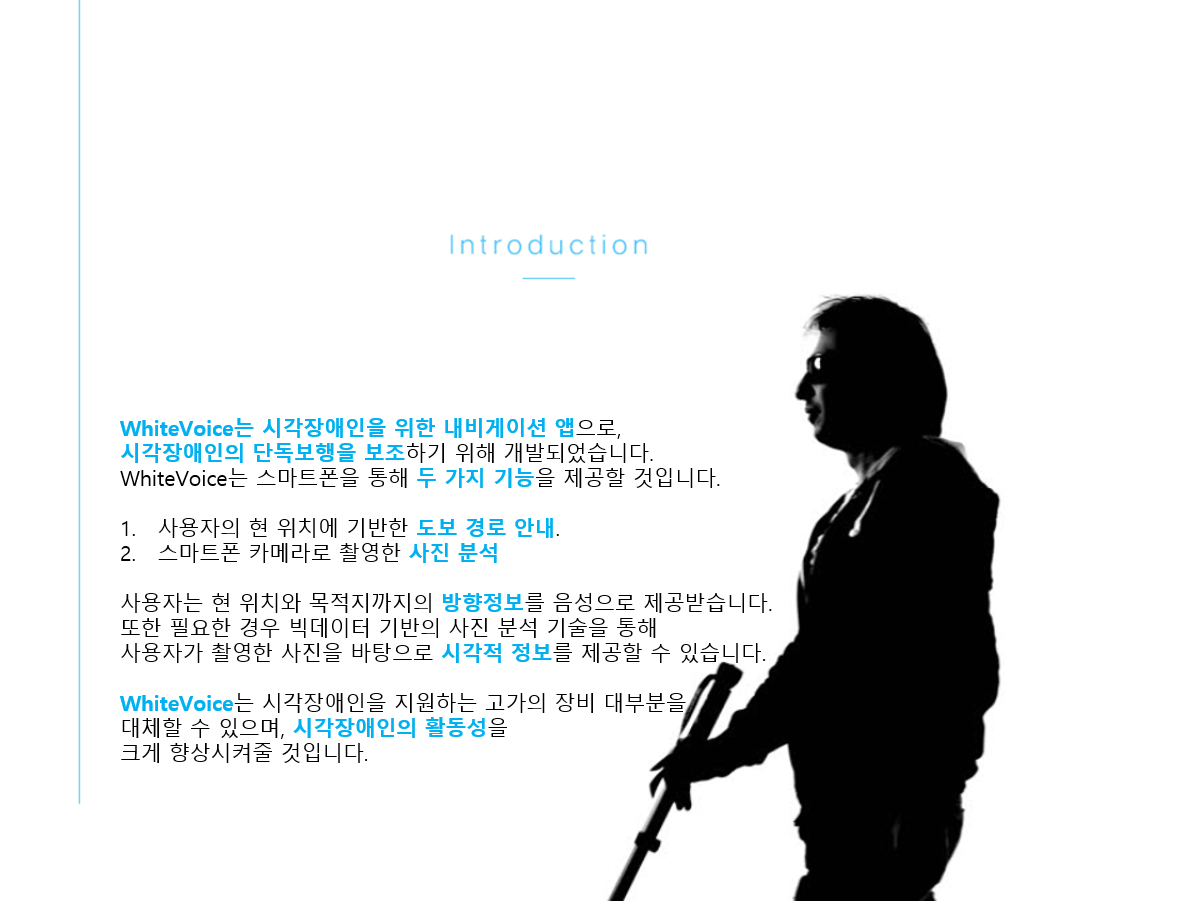 Introduction
WhiteVoice는 시각장애인을 위한 내비게이션 앱으로,
시각장애인의 단독보행을 보조하기 위해 개발되었습니다.
WhiteVoice는 스마트폰을 통해 두 가지 기능을 제공할 것입니다.
1. 사용자의 현 위치에 기반한 도보 경로 안내.
2. 스마트폰 카메라로 촬영한 사진 분석
사용자는 현 위치와 목적지까지의 방향정보를 음성으로 제공받습니다.
또한 필요한 경우 빅데이터 기반의 사진 분석 기술을 통해
사용자가 촬영한 사진을 바탕으로 시각적 정보를 제공할 수 있습니다.
WhiteVoice는 시각장애인을 지원하는 고가의 장비 대부분을
대체할 수 있으며, 시각장애인의 활동성을
크게 향상시켜줄 것입니다.